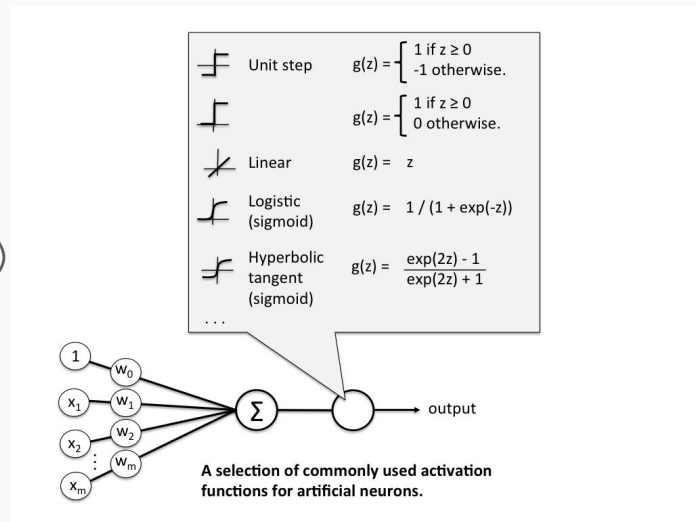 Unit step g(z) = { 1 if z ≥ 0
-1 otherwise.
g(z) = { 1 if z ≥ 0
0 otherwise.
Linear g(z) = z
Logistic
(sigmoid) g(z) = 1 / (1 + exp(-z))
Hyperbolic
tangent
(sigmoid) g(z) = exp(2z) - 1
exp(2z) + 1
...
1 w₀
x₁ w₁
x₂ w₂
⋮ wₘ
xₘ
Σ output
A selection of commonly used activation
functions for artificial neurons.